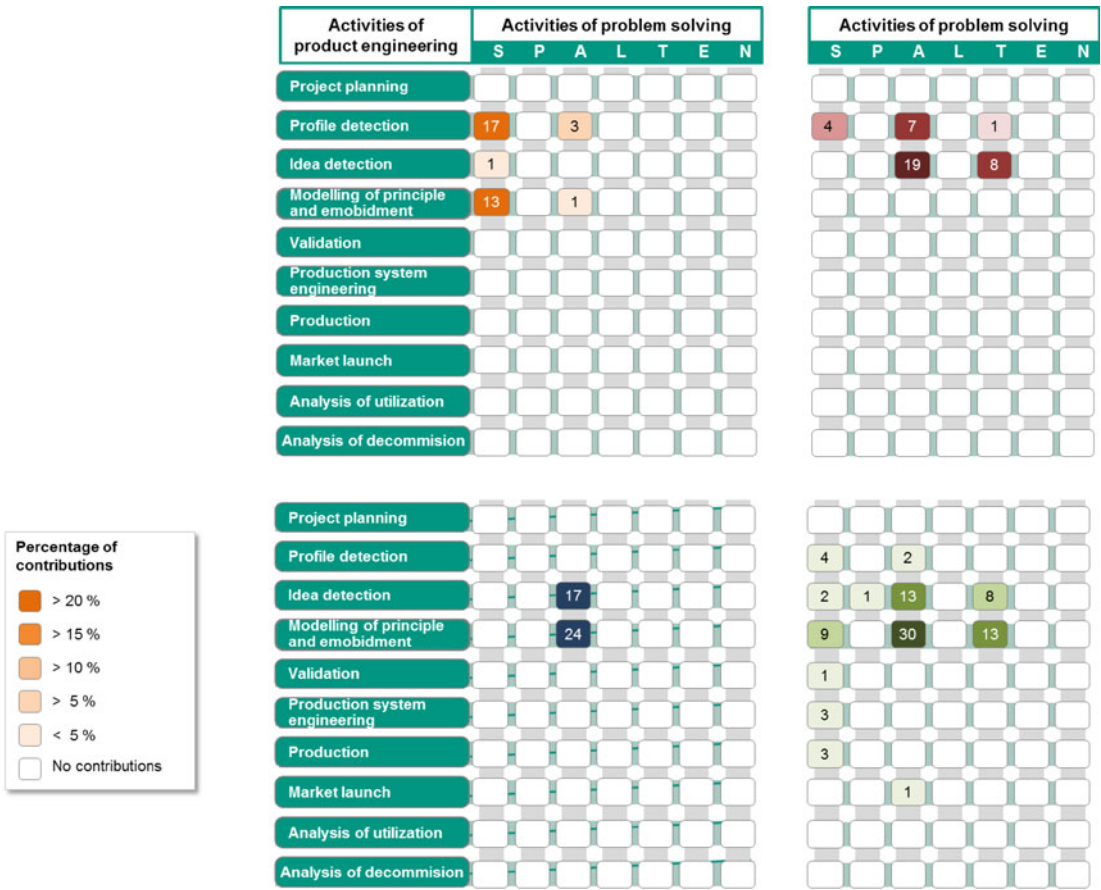 Activities of product engineering
Activities of problem solving
Activities of problem solving
S P A L T E N
S P A L T E N
Project planning
Profile detection
17 3
4 7 1
Idea detection
1
19 8
Modelling of principle
and emobidment
13 1
Validation
Production system
engineering
Production
Market launch
Analysis of utilization
Analysis of decommision
Percentage of
contributions
> 20 %
> 15 %
> 10 %
> 5 %
< 5 %
No contributions
Project planning
Profile detection
4 2
Idea detection
17
2 1 13 8
Modelling of principle
and emobidment
24
9 30 13
Validation
1
Production system
engineering
3
Production
3
Market launch
1
Analysis of utilization
Analysis of decommision